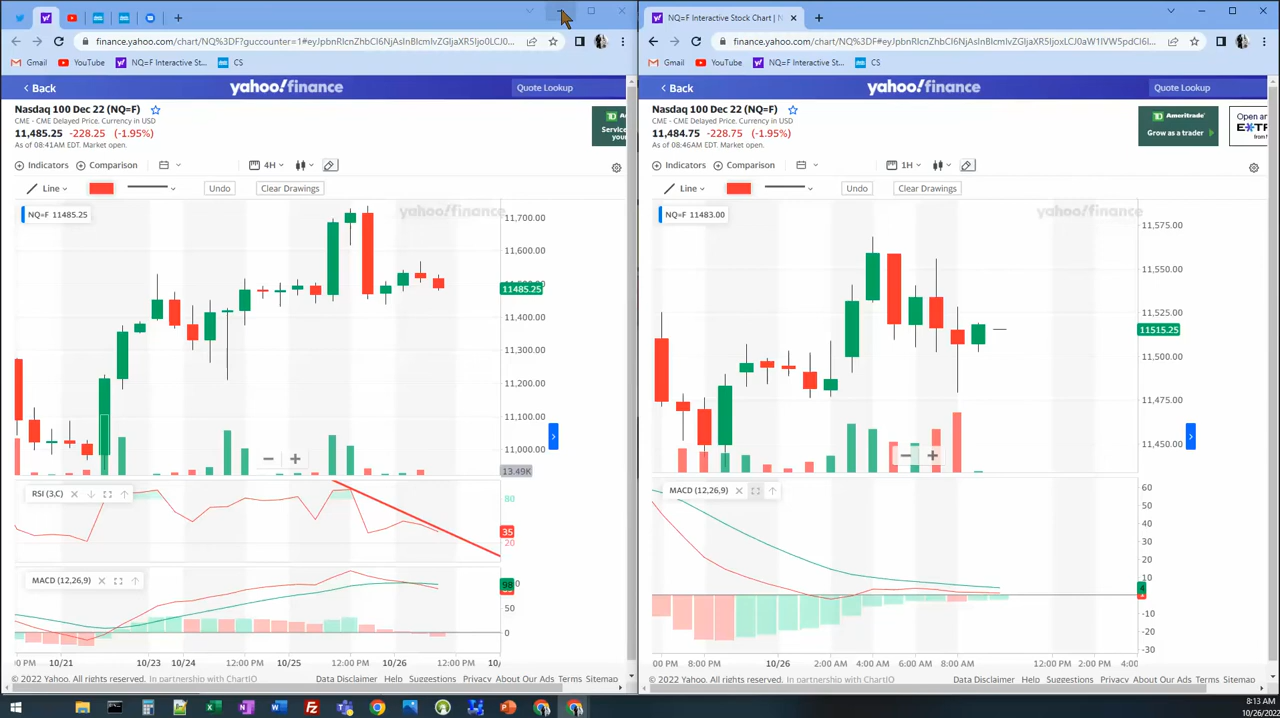 finance.yahoo.com/chart/NQ%3DF?guccounter=1#eyJpbnRlcnZhbCI6NjAsInBlcmlvZGljaXR5Ijo0LCJ0...
Gmail YouTube NQ=F Interactive St... CS
Back yahoo!finance Quote Lookup
Nasdaq 100 Dec 22 (NQ=F)
CME - CME Delayed Price. Currency in USD
11,485.25 -228.25 (-1.95%)
As of 08:41AM EDT. Market open.
Indicators Comparison 4H
Line Undo Clear Drawings
NQ=F 11485.25
yahoo!finance
11,700.00
11,600.00
11485.25
11,400.00
11,300.00
11,200.00
11,100.00
11,000.00
13.49K
RSI (3,C)
80
35
20
MACD (12,26,9)
98
50
0
PM 10/21 10/23 10/24 12:00 PM 10/25 12:00 PM 10/26 12:00 PM 10/
© 2022 Yahoo. All rights reserved. In partnership with ChartIQ Data Disclaimer Help Suggestions Privacy About Our Ads Terms Sitemap
NQ=F Interactive Stock Chart |
Gmail YouTube NQ=F Interactive St... CS
Back yahoo!finance Quote Lookup
Nasdaq 100 Dec 22 (NQ=F)
CME - CME Delayed Price. Currency in USD
11,484.75 -228.75 (-1.95%)
As of 08:46AM EDT. Market open.
Ameritrade
Grow as a trader
Open an
Indicators Comparison 1H
Line Undo Clear Drawings
NQ=F 11483.00
yahoo!finance
11,575.00
11,550.00
11,525.00
11515.25
11,500.00
11,475.00
11,450.00
MACD (12,26,9)
60
50
40
30
20
10
-10
-20
-30
:00 PM 8:00 PM 10/26 2:00 AM 4:00 AM 6:00 AM 8:00 AM 12:00 PM 2:00 PM 4:00
© 2022 Yahoo. All rights reserved. In partnership with ChartIQ Data Disclaimer Help Suggestions Privacy About Our Ads Terms Sitemap
8:13 AM
10/26/2022